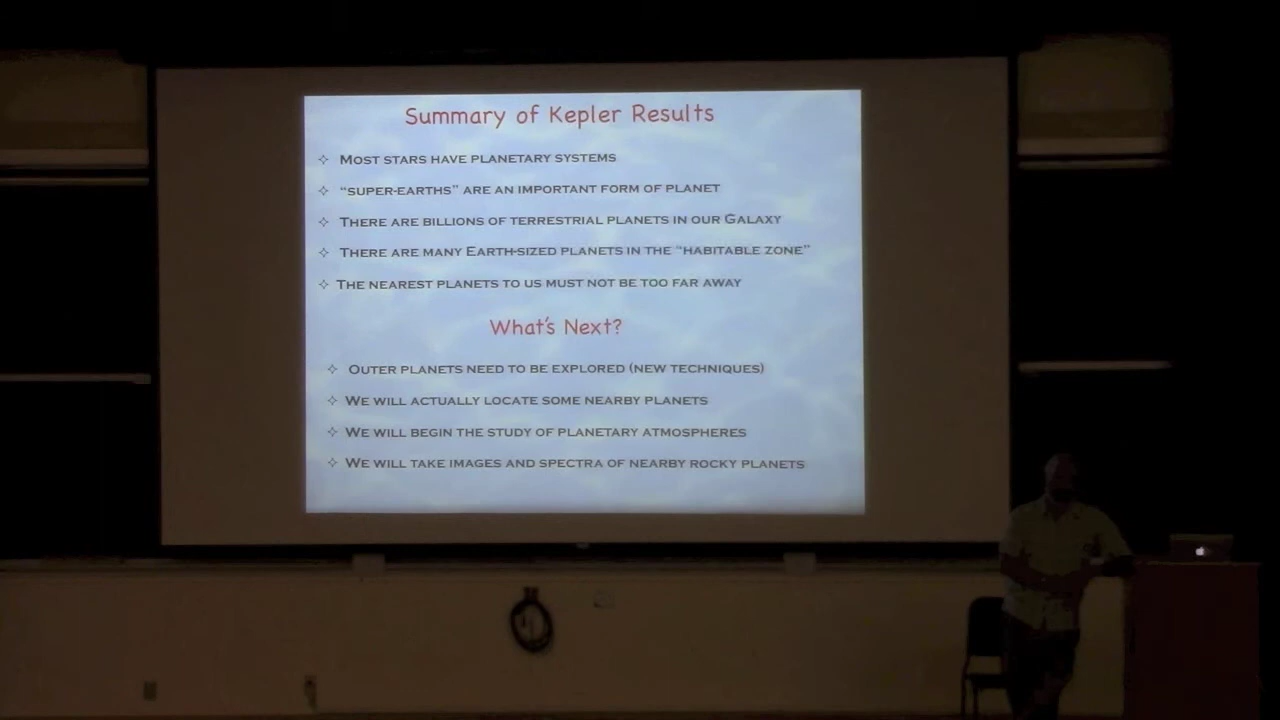 Summary of Kepler Results
Most stars have planetary systems
"super-earths" are an important form of planet
There are billions of terrestrial planets in our Galaxy
There are many Earth-sized planets in the "habitable zone"
The nearest planets to us must not be too far away
What's Next?
Outer planets need to be explored (new techniques)
We will actually locate some nearby planets
We will begin the study of planetary atmospheres
We will take images and spectra of nearby rocky planets